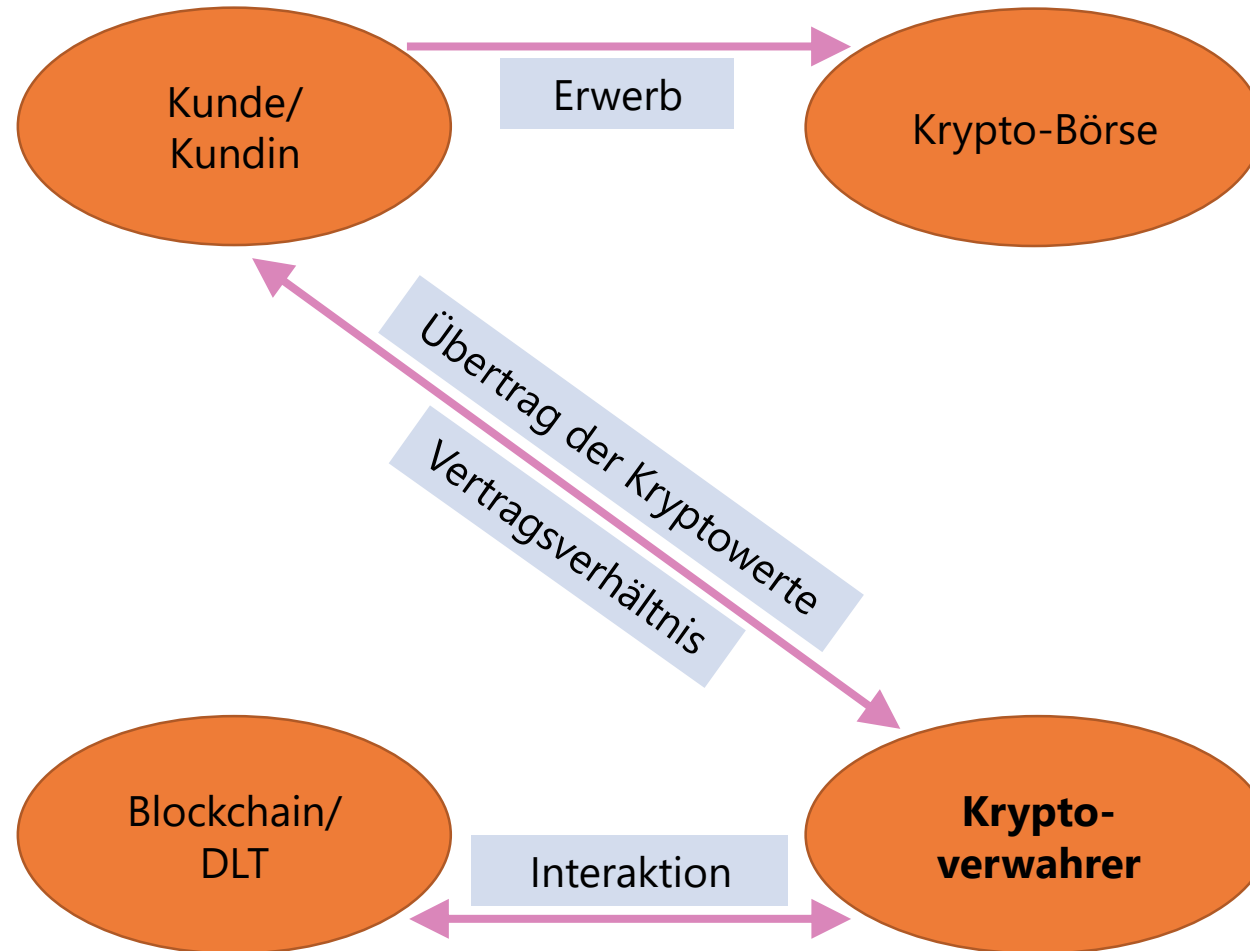 Kunde/
Kundin
Erwerb
Krypto-Börse
Übertrag der Kryptowerte
Vertragsverhältnis
Blockchain/
DLT
Interaktion
Krypto-
verwahrer